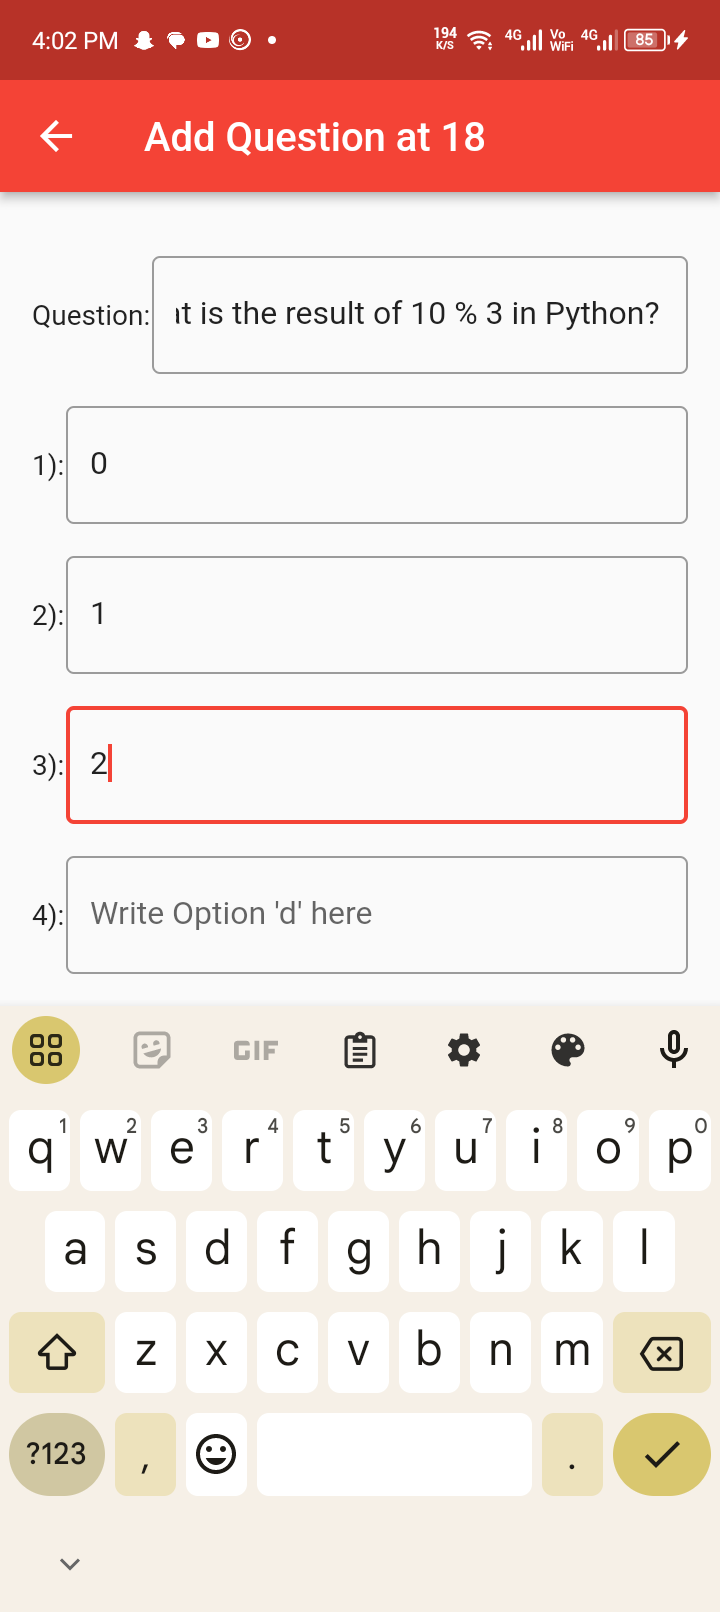 4:02 PM 194 K/S 4G Vo WiFi 4G 85
Add Question at 18
Question: at is the result of 10 % 3 in Python?
1): 0
2): 1
3): 2
4): Write Option 'd' here
GIF
q1 w2 e3 r4 t5 y6 u7 i8 o9 p0
a s d f g h j k l
z x c v b n m
?123 , .